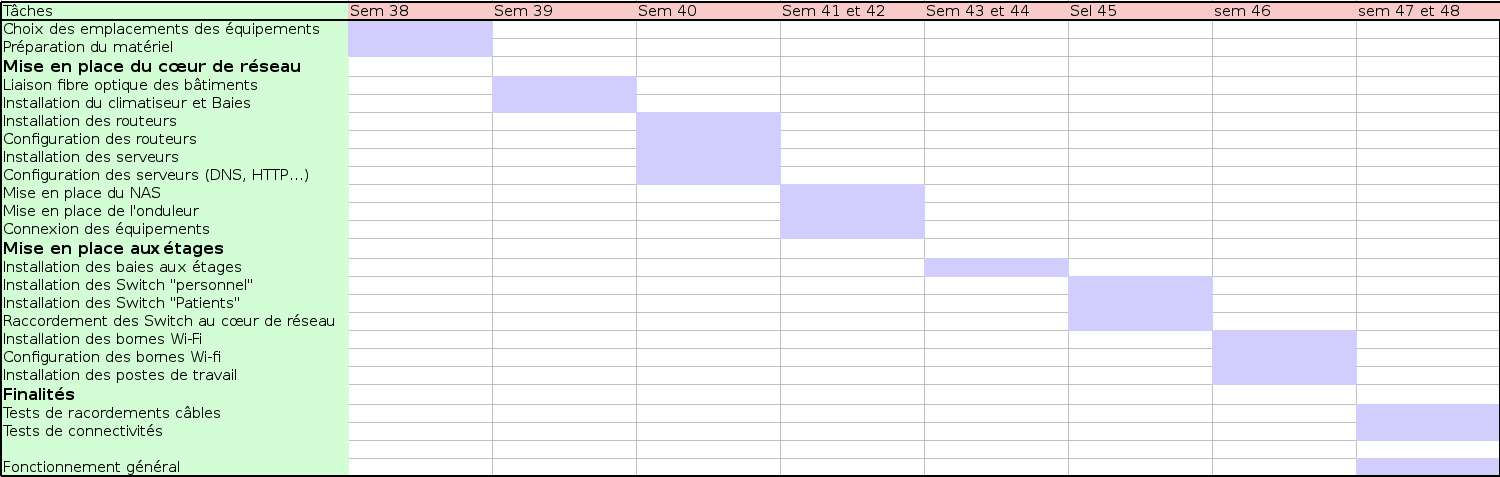 Tâches Sem 38 Sem 39 Sem 40 Sem 41 et 42 Sem 43 et 44 Sel 45 sem 46 sem 47 et 48
Choix des emplacements des équipements
Préparation du matériel
Mise en place du cœur de réseau
Liaison fibre optique des bâtiments
Installation du climatiseur et Baies
Installation des routeurs
Configuration des routeurs
Installation des serveurs
Configuration des serveurs (DNS, HTTP...)
Mise en place du NAS
Mise en place de l'onduleur
Connexion des équipements
Mise en place aux étages
Installation des baies aux étages
Installation des Switch "personnel"
Installation des Switch "Patients"
Raccordement des Switch au cœur de réseau
Installation des bornes Wi-Fi
Configuration des bornes Wi-fi
Installation des postes de travail
Finalités
Tests de racordements câbles
Tests de connectivités
Fonctionnement général